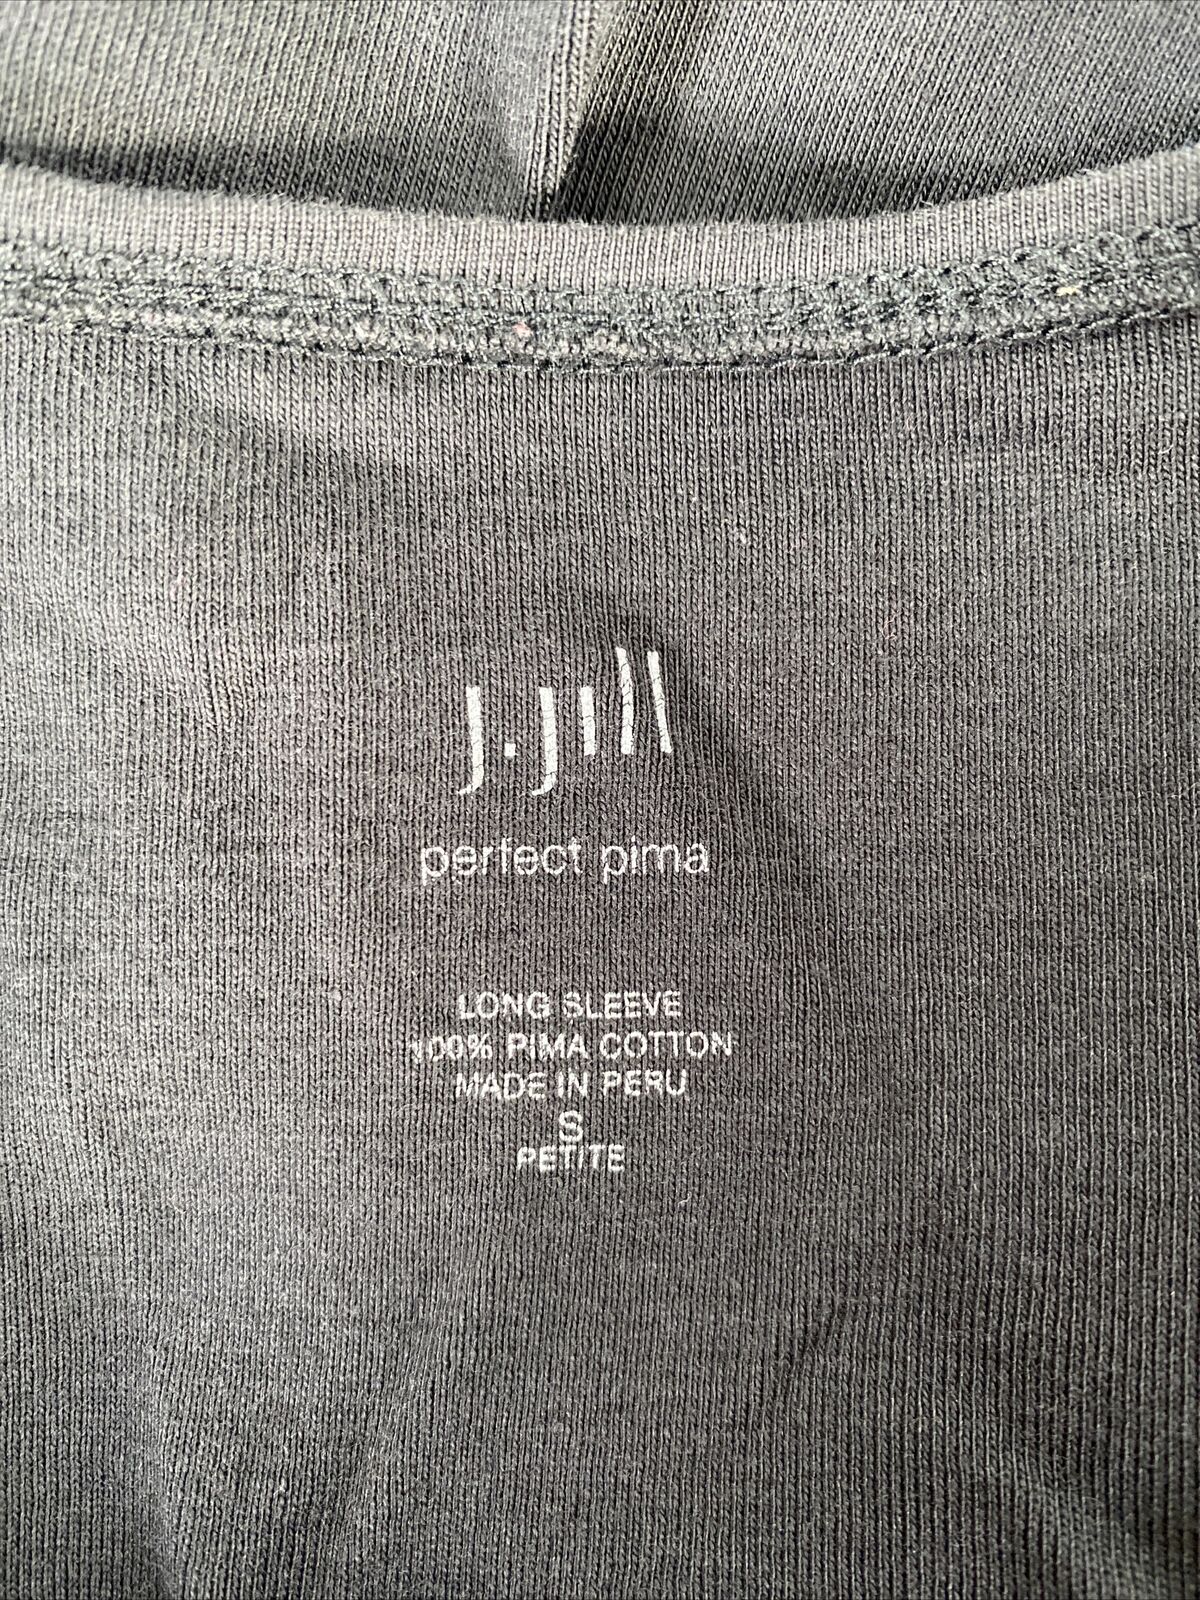 J.Jill
perfect pima
LONG SLEEVE
100% PIMA COTTON
MADE IN PERU
S
PETITE